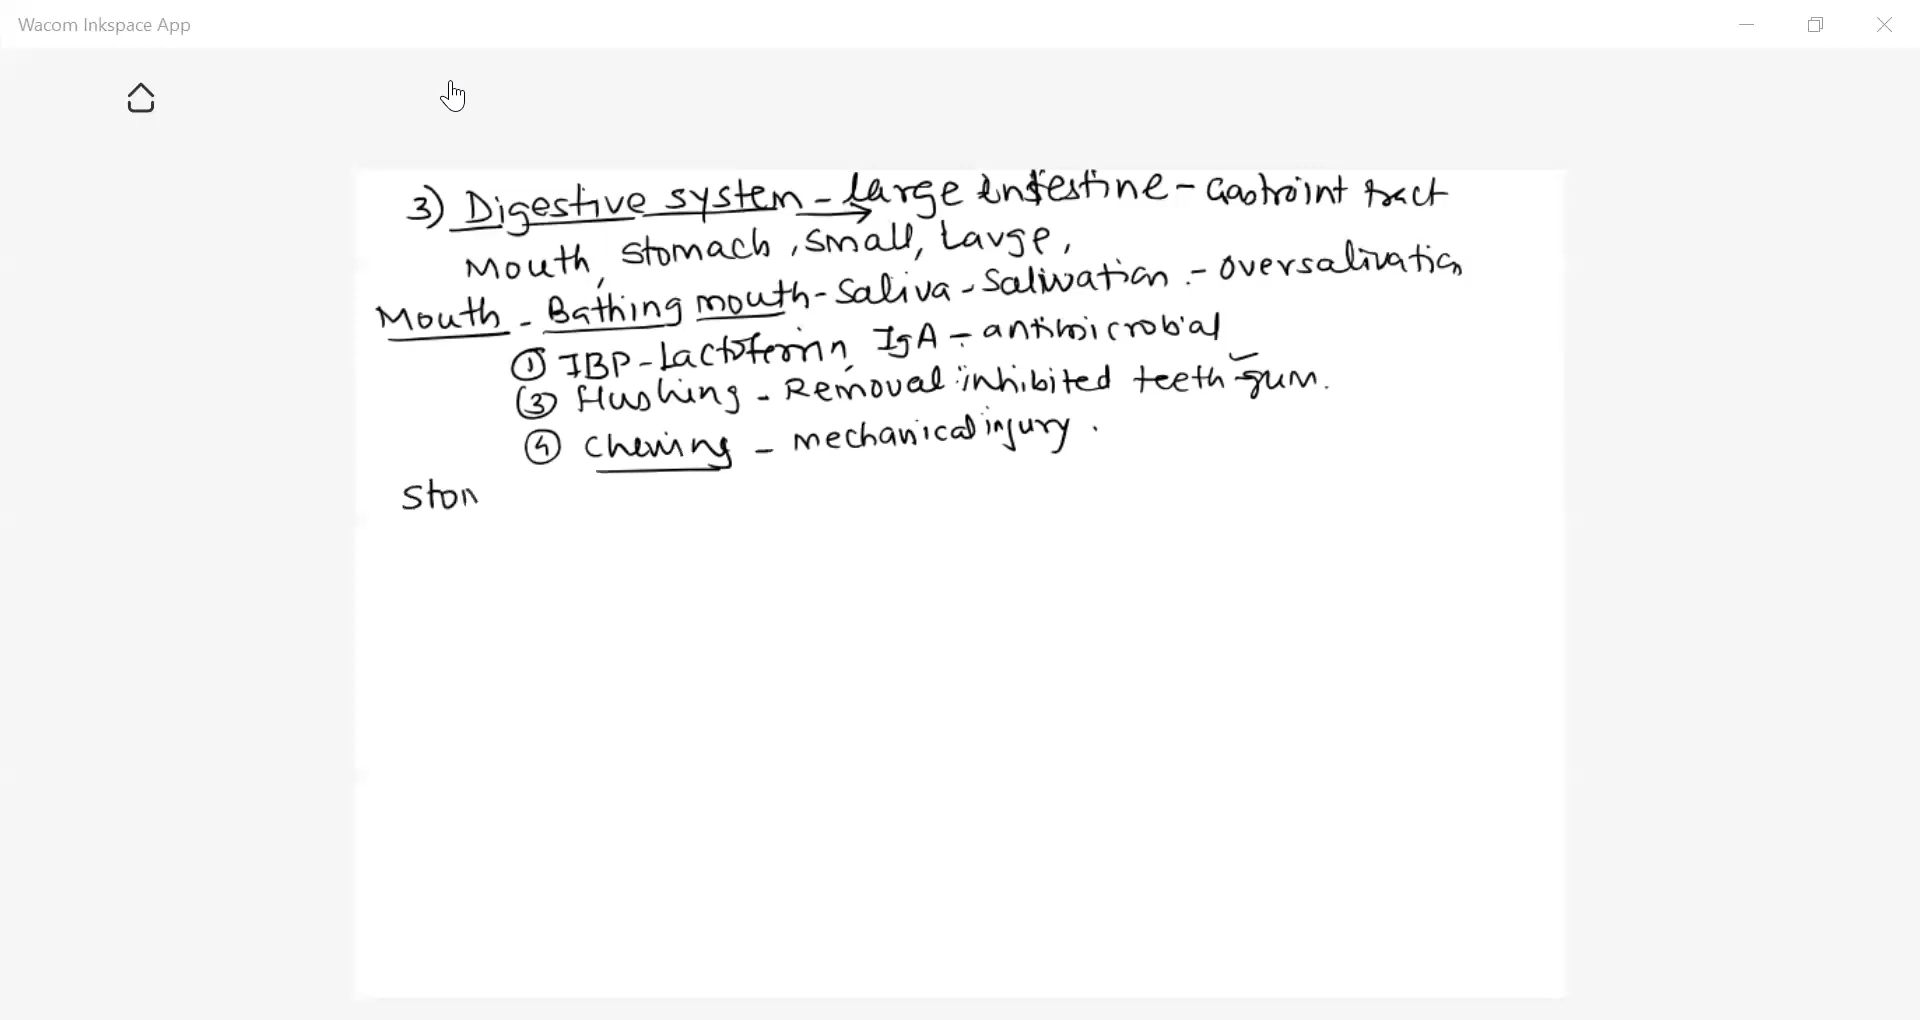 Wacom Inkspace App
3) Digestive system - large intestine - Gastroint tract
Mouth, Stomach, Small, Large,
Mouth - Bathing mouth - Saliva - Salivation - oversalivation
① IBP - Lactoferrin, IgA - antimicrobial
③ Flushing - Removal inhibited teeth - gum.
④ Chewing - mechanical injury.
Stom